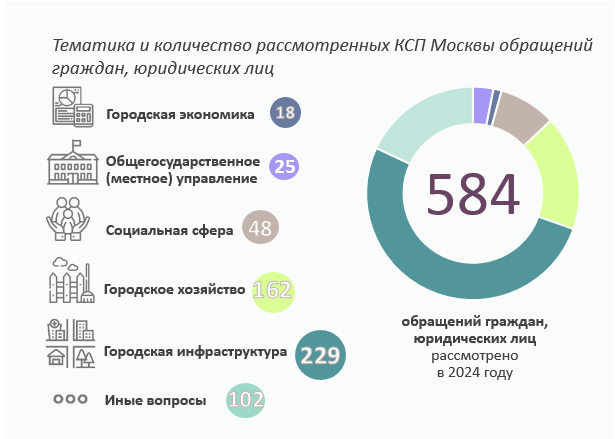 Тематика и количество рассмотренных КСП Москвы обращений
граждан, юридических лиц
Городская экономика 18
Общегосударственное
(местное) управление 25
Социальная сфера 48
Городское хозяйство 162
Городская инфраструктура 229
Иные вопросы 102
584
обращений граждан,
юридических лиц
рассмотрено
в 2024 году